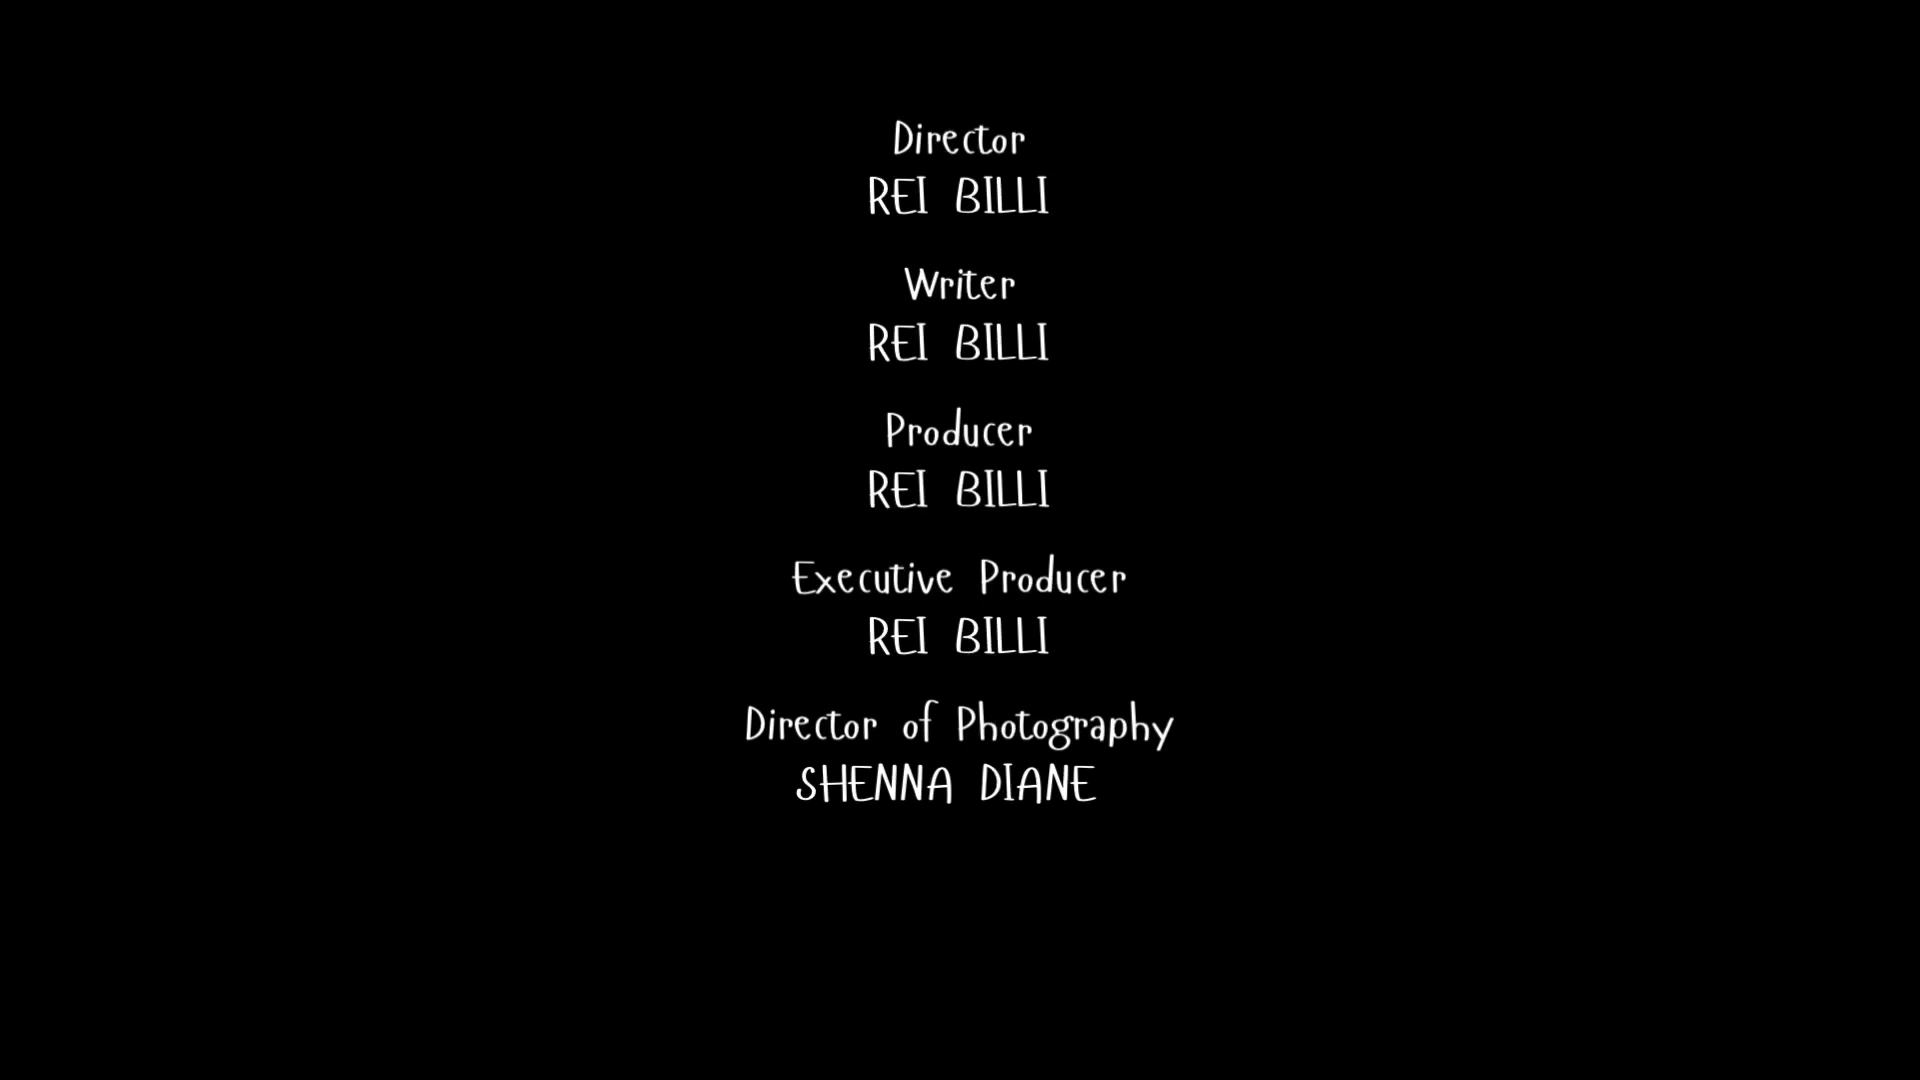 Director
REI BILLI
Writer
REI BILLI
Producer
REI BILLI
Executive Producer
REI BILLI
Director of Photography
SHENNA DIANE